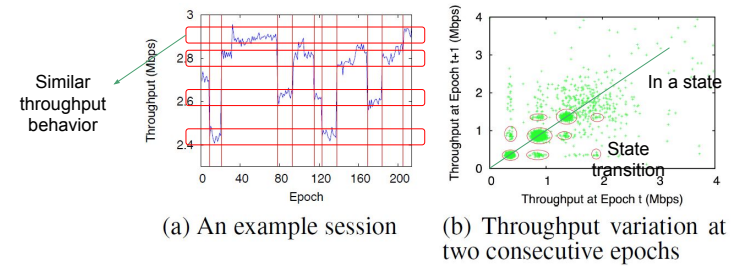 Similar
throughput
behavior
Throughput (Mbps)
3
2.8
2.6
2.4
0 40 80 120 160 200
Epoch
(a) An example session
Throughput at Epoch t+1 (Mbps)
4
3
2
1
0
0 1 2 3 4
Throughput at Epoch t (Mbps)
In a state
State
transition
(b) Throughput variation at
two consecutive epochs